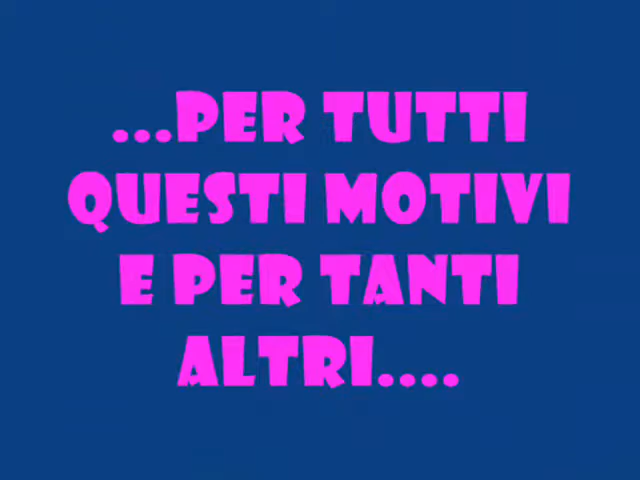 ...PER TUTTI
QUESTI MOTIVI
E PER TANTI
ALTRI....